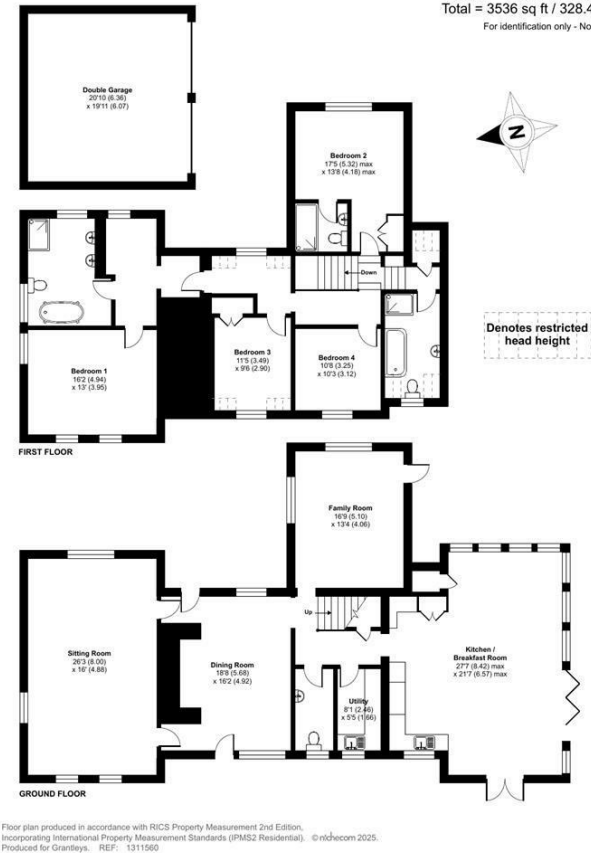 Total = 3536 sq ft / 328.4
For identification only - No
Double Garage
20'10 (6.36)
x 19'11 (6.07)
N
Bedroom 2
17'5 (5.32) max
x 13'8 (4.18) max
Down
Denotes restricted
head height
Bedroom 3
11'5 (3.49)
x 9'6 (2.90)
Bedroom 4
10'8 (3.25)
x 10'3 (3.12)
Bedroom 1
16'2 (4.94)
x 13' (3.95)
FIRST FLOOR
Family Room
16'9 (5.10)
x 13'4 (4.06)
Up
Sitting Room
26'3 (8.00)
x 16' (4.88)
Dining Room
18'8 (5.68)
x 16'2 (4.92)
Kitchen /
Breakfast Room
27'7 (8.42) max
x 21'7 (6.57) max
Utility
8'1 (2.46)
x 5'5 (1.66)
GROUND FLOOR
Floor plan produced in accordance with RICS Property Measurement 2nd Edition,
Incorporating International Property Measurement Standards (IPMS2 Residential). ©nichecom 2025.
Produced for Grantleys. REF: 1311560